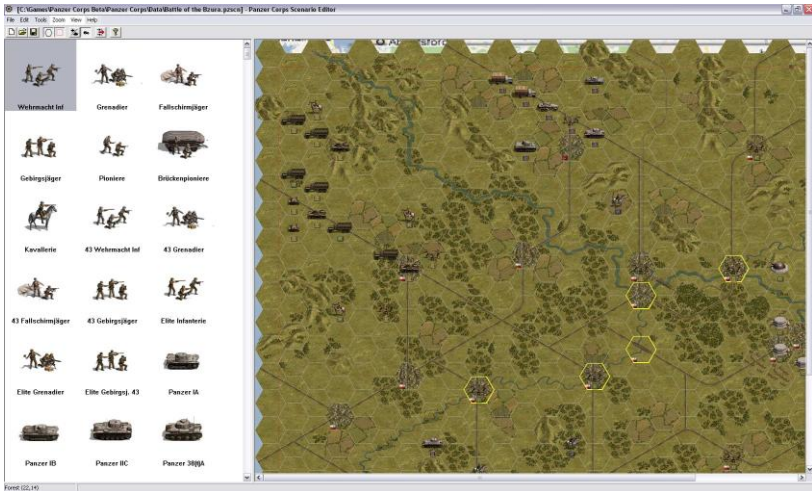 [C:\Games\Panzer Corps Beta\Panzer Corps\Data\Battle of the Bzura.pzscn] - Panzer Corps Scenario Editor
File Edit Tools Zoom View Help
Wehrmacht Inf Grenadier Fallschirmjäger
Gebirgsjäger Pioniere Brückenpioniere
Kavallerie 43 Wehrmacht Inf 43 Grenadier
43 Fallschirmjäger 43 Gebirgsjäger Elite Infanterie
Elite Grenadier Elite Gebirgsj. 43 Panzer IA
Panzer IB Panzer IIC Panzer 38(t)A
Forest (22,14)